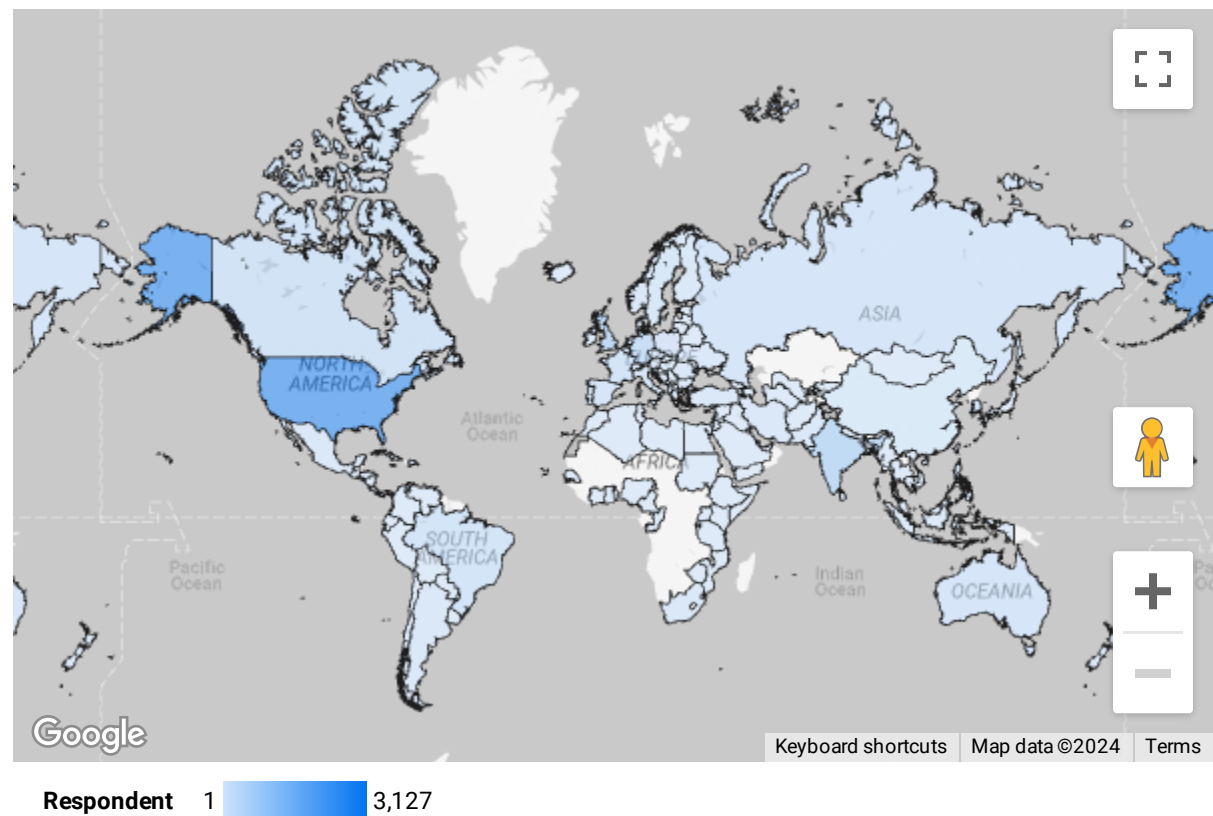 ASIA
NORTH
AMERICA
EUROPE
Atlantic
Ocean
AFRICA
SOUTH
AMERICA
Pacific
Ocean
Indian
Ocean
OCEANIA
Google
Keyboard shortcuts
Map data ©2024
Terms
Respondent 1 3,127